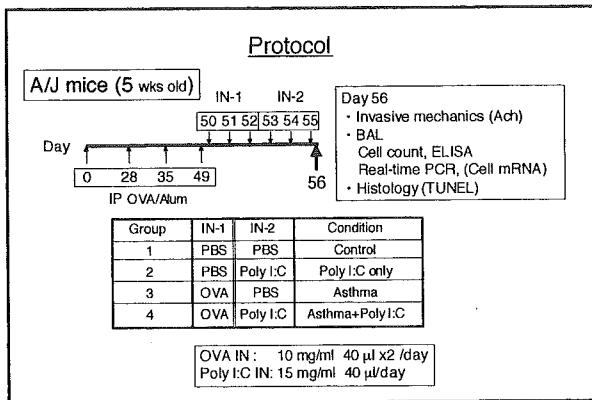 Protocol
A/J mice (5 wks old)
IN-1 IN-2
50 51 52 53 54 55
Day
0 28 35 49
56
IP OVA/Alum
Day 56
・ Invasive mechanics (Ach)
・ BAL
Cell count, ELISA
Real-time PCR, (Cell mRNA)
・ Histology (TUNEL)
Group IN-1 IN-2 Condition
1 PBS PBS Control
2 PBS Poly I:C Poly I:C only
3 OVA PBS Asthma
4 OVA Poly I:C Asthma+Poly I:C
OVA IN : 10 mg/ml 40 µl x2 /day
Poly I:C IN: 15 mg/ml 40 µl/day